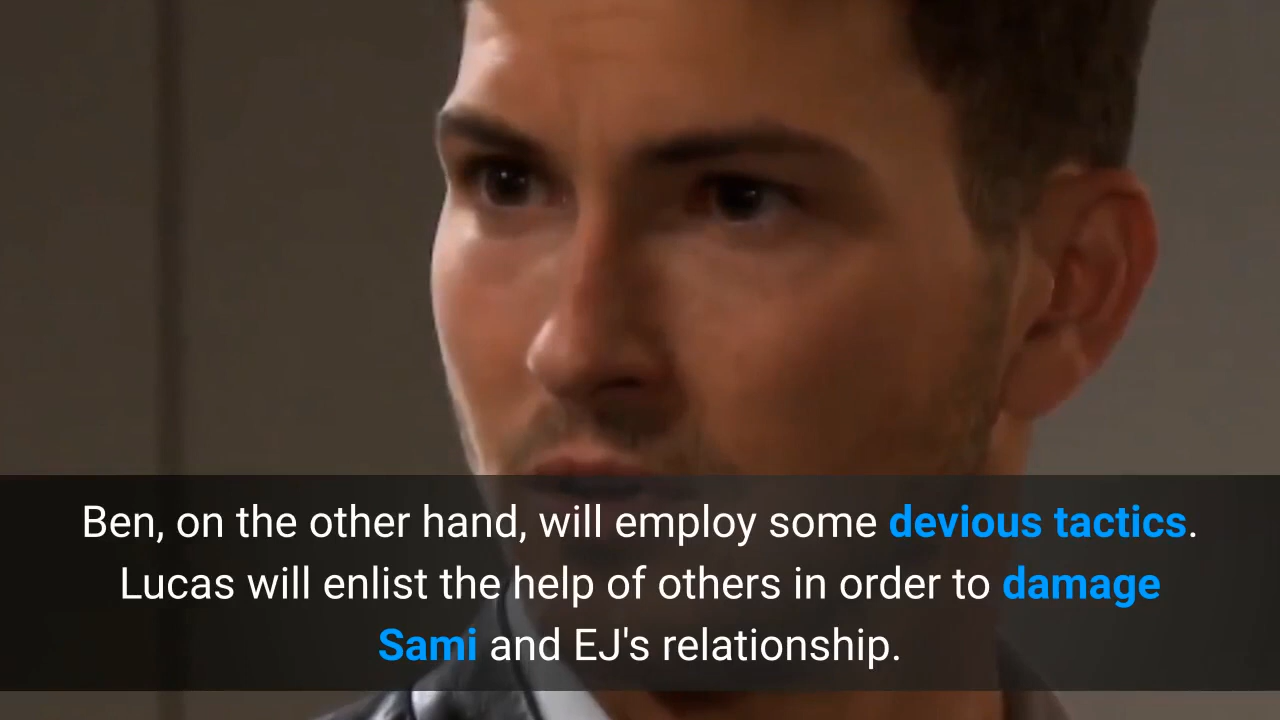 Ben, on the other hand, will employ some devious tactics.
Lucas will enlist the help of others in order to damage
Sami and EJ's relationship.